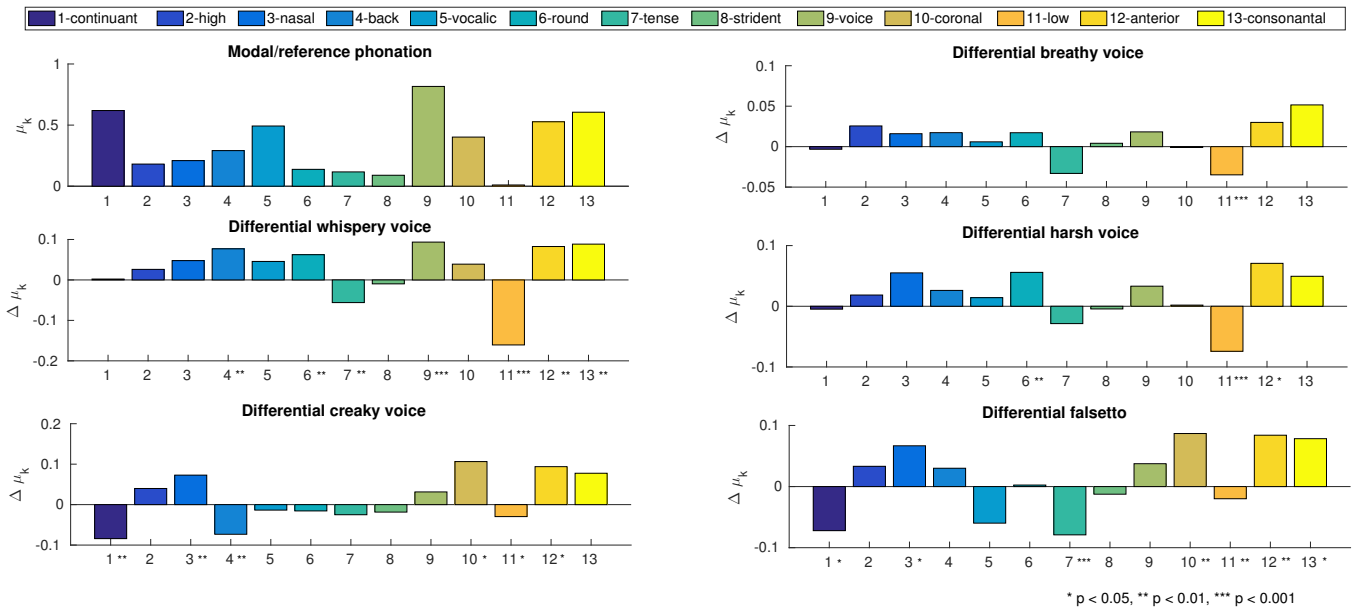 1-continuant 2-high 3-nasal 4-back 5-vocalic 6-round 7-tense 8-strident 9-voice 10-coronal 11-low 12-anterior 13-consonantal
Modal/reference phonation
1
0.5
0
μk
1 2 3 4 5 6 7 8 9 10 11 12 13
Differential breathy voice
0.1
0.05
0
-0.05
Δ μk
1 2 3 4 5 6 7 8 9 10 11 *** 12 13
Differential whispery voice
0.1
0
-0.1
-0.2
Δ μk
1 2 3 4 ** 5 6 ** 7 ** 8 9 *** 10 11 *** 12 ** 13 **
Differential harsh voice
0.1
0
-0.1
Δ μk
1 2 3 4 5 6 ** 7 8 9 10 11 *** 12 * 13
Differential creaky voice
0.2
0.1
0
-0.1
Δ μk
1 ** 2 3 ** 4 ** 5 6 7 8 9 10 * 11 * 12 * 13
Differential falsetto
0.1
0
-0.1
Δ μk
1 * 2 3 * 4 5 6 7 *** 8 9 10 ** 11 ** 12 ** 13 *
* p < 0.05, ** p < 0.01, *** p < 0.001